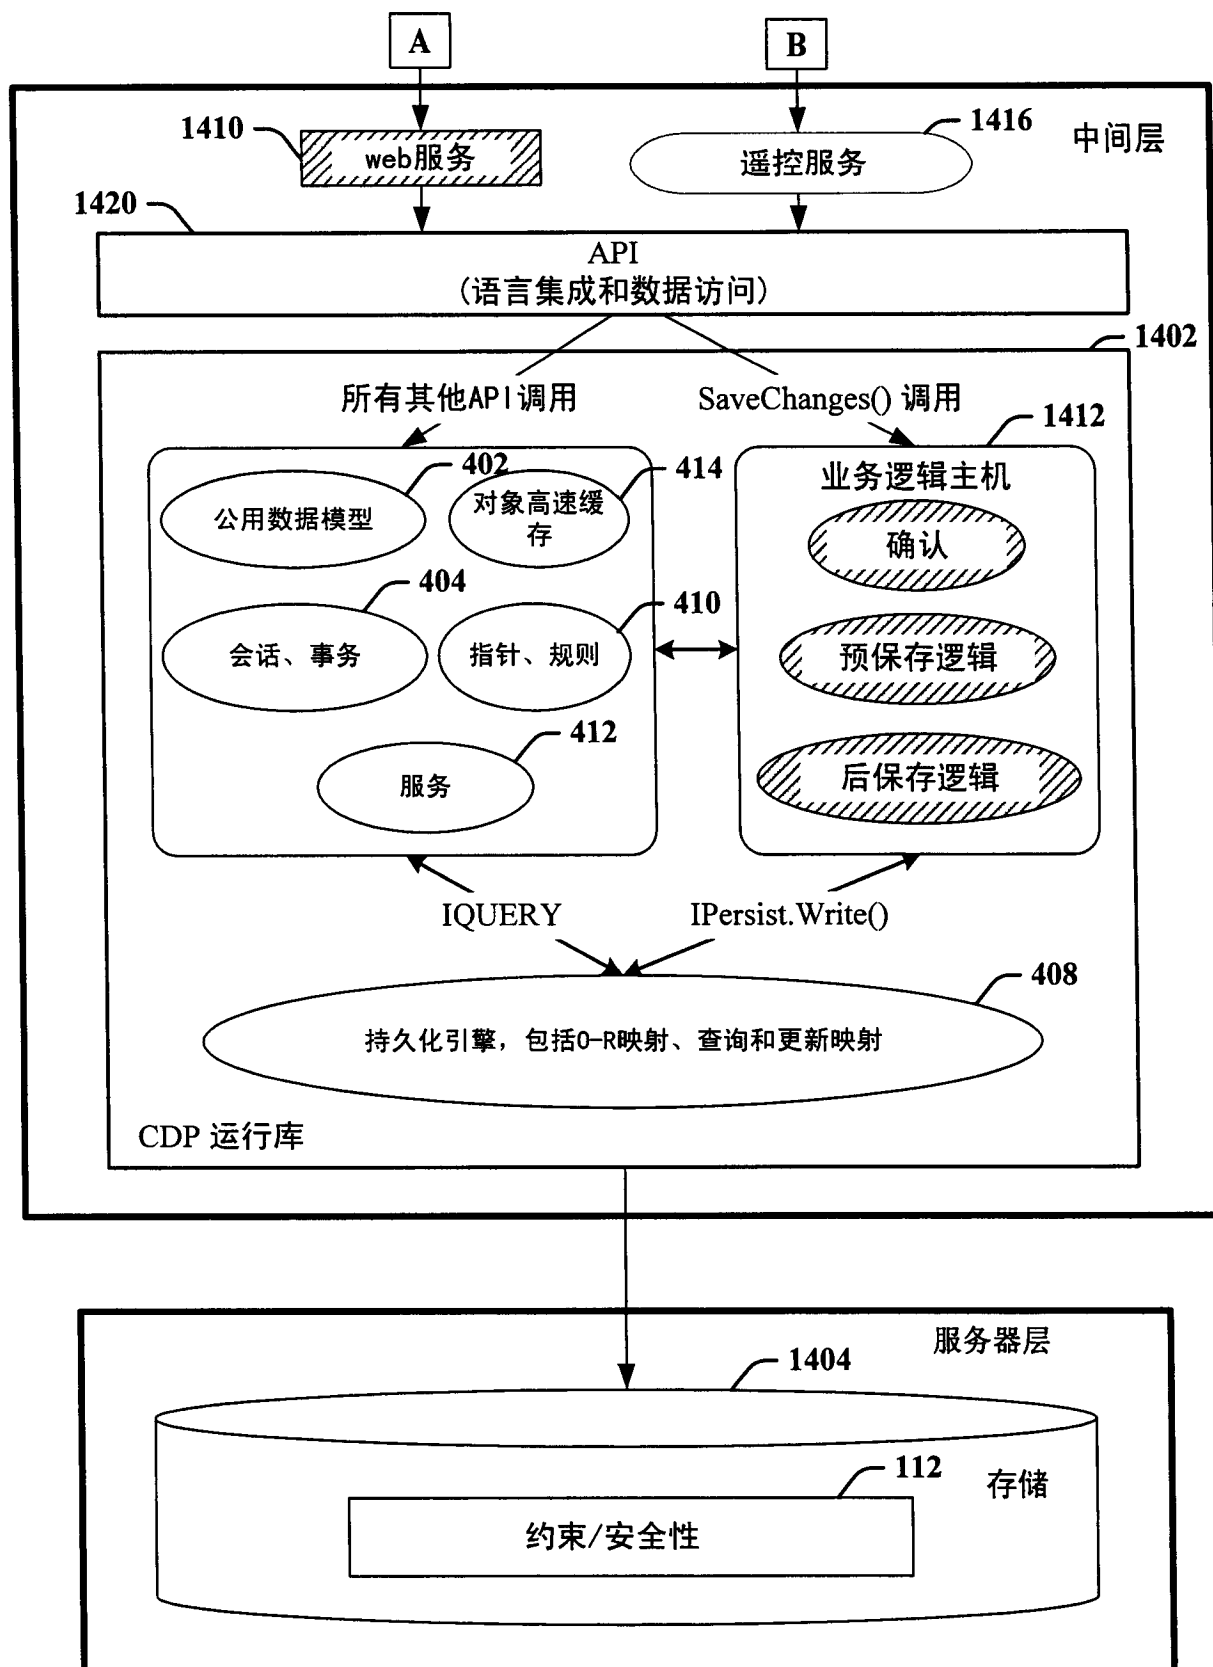 A
B
1410
1416
中间层
web服务
遥控服务
1420
API
(语言集成和数据访问)
1402
所有其他API调用
SaveChanges() 调用
1412
402
414
业务逻辑主机
公用数据模型
对象高速缓
存
确认
404
410
会话、事务
指针、规则
预保存逻辑
412
服务
后保存逻辑
IQUERY
IPersist.Write()
408
持久化引擎，包括O-R映射、查询和更新映射
CDP 运行库
服务器层
1404
112
存储
约束/安全性